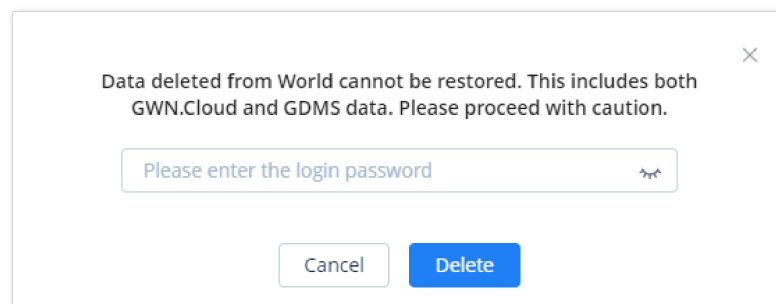 Data deleted from World cannot be restored. This includes both
GWN.Cloud and GDMS data. Please proceed with caution.
Please enter the login password
Cancel
Delete